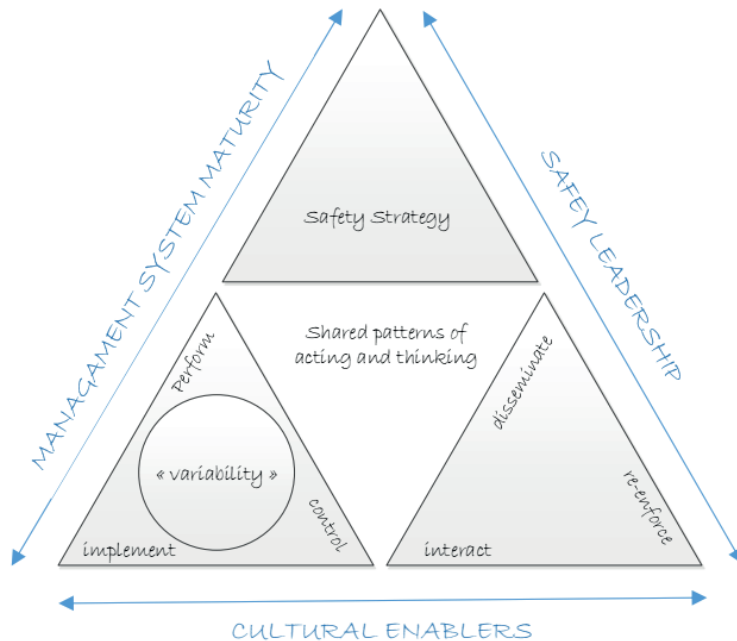 MANAGAMENT SYSTEM MATURITY
SAFEY LEADERSHIP
Safety Strategy
Shared patterns of
acting and thinking
Perform
« variability »
control
implement
disseminate
re-enforce
interact
CULTURAL ENABLERS